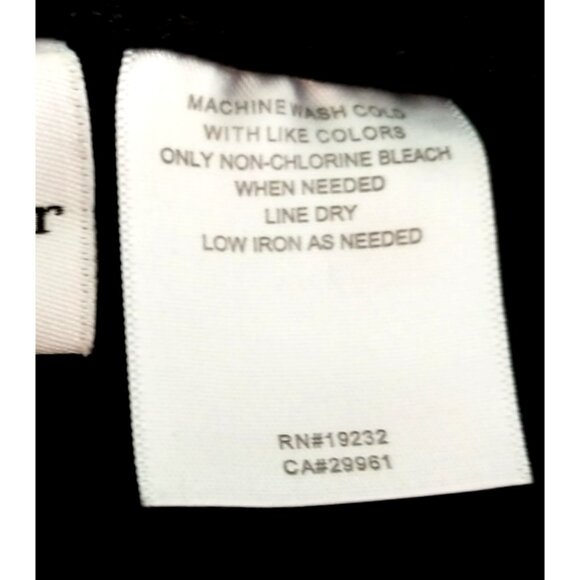 r
MACHINE WASH COLD
WITH LIKE COLORS
ONLY NON-CHLORINE BLEACH
WHEN NEEDED
LINE DRY
LOW IRON AS NEEDED
RN#19232
CA#29961